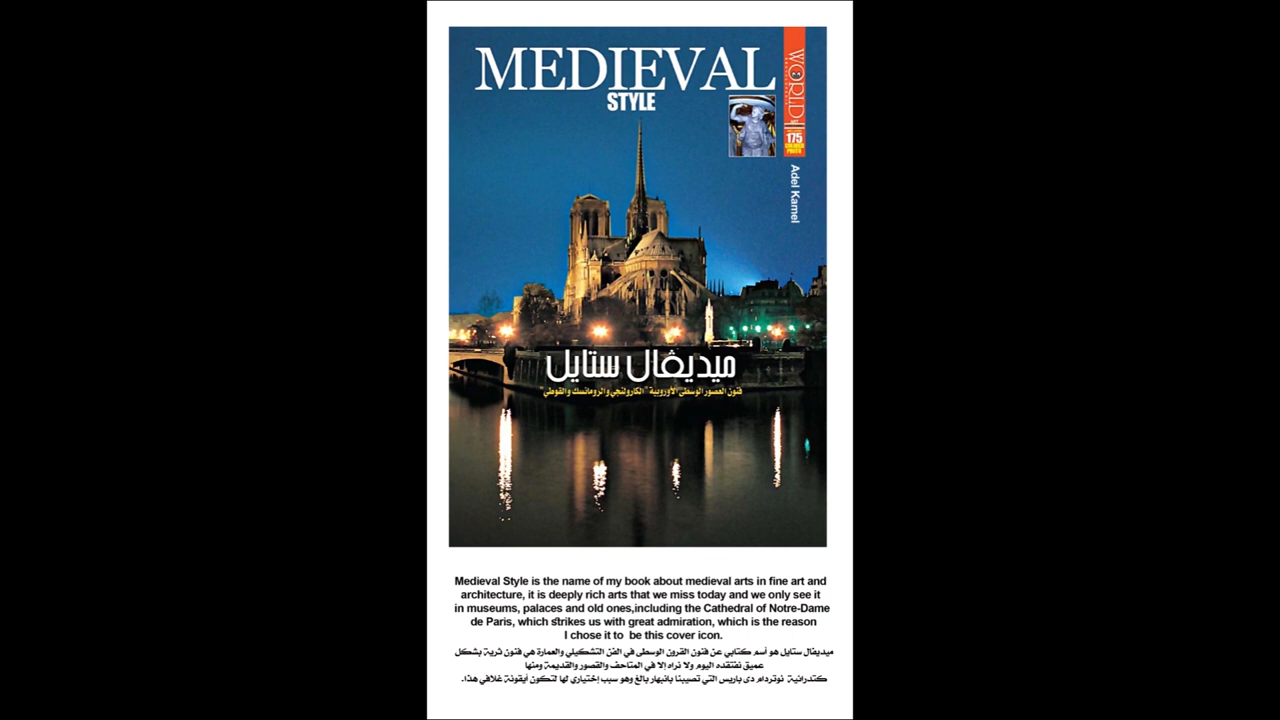 MEDIEVAL
STYLE
WORLD
ART
175
COLORED
PHOTO
Adel Kamel
ميديڤال ستايل
فنون العصور الوسطى الأوروبية "الكارولنجي والرومانسك والقوطي"
Medieval Style is the name of my book about medieval arts in fine art and
architecture, it is deeply rich arts that we miss today and we only see it
in museums, palaces and old ones,including the Cathedral of Notre-Dame
de Paris, which strikes us with great admiration, which is the reason
I chose it to be this cover icon.
ميديڤال ستايل هو أسم كتابي عن فنون القرون الوسطى في الفن التشكيلي والعمارة هي فنون ثرية بشكل
عميق نفتقده اليوم ولا نراه إلا في المتاحف والقصور والقديمة ومنها
كتدرائية نوتردام دى باريس التي تصيبنا بانبهار بالغ وهو سبب إختياري لها لتكون أيقونة غلافي هذا.